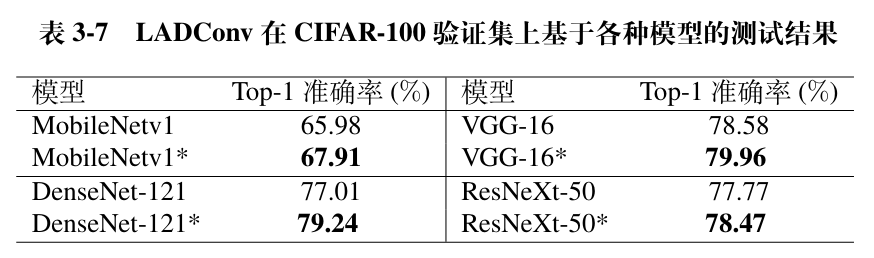 表 3-7 LADConv 在 CIFAR-100 验证集上基于各种模型的测试结果
模型 Top-1 准确率 (%) 模型 Top-1 准确率 (%)
MobileNetv1 65.98 VGG-16 78.58
MobileNetv1* 67.91 VGG-16* 79.96
DenseNet-121 77.01 ResNeXt-50 77.77
DenseNet-121* 79.24 ResNeXt-50* 78.47